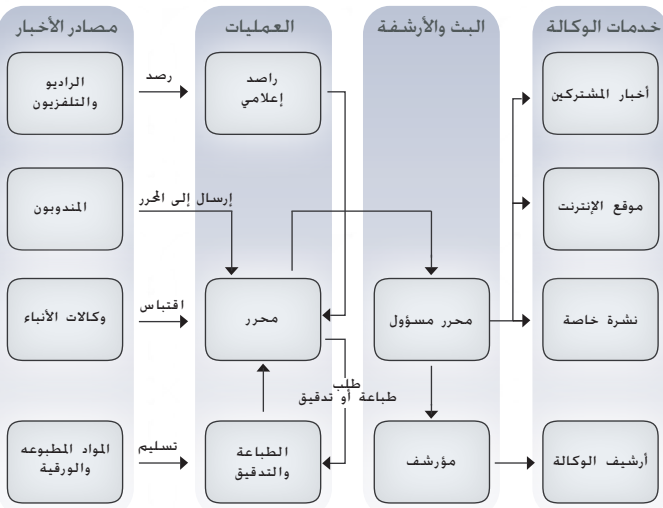 خدمات الوكالة
البث والأرشفة
العمليات
مصادر الأخبار
الراديو
والتلفزيون
رصد
راصد
إعلامي
أخبار المشتركين
المندوبون
إرسال إلى المحرر
موقع الإنترنت
وكالات الأنباء
اقتباس
محرر
محرر مسؤول
نشرة خاصة
طلب
طباعة أو تدقيق
المواد المطبوعه
والورقية
تسليم
الطباعة
والتدقيق
مؤرشف
أرشيف الوكالة